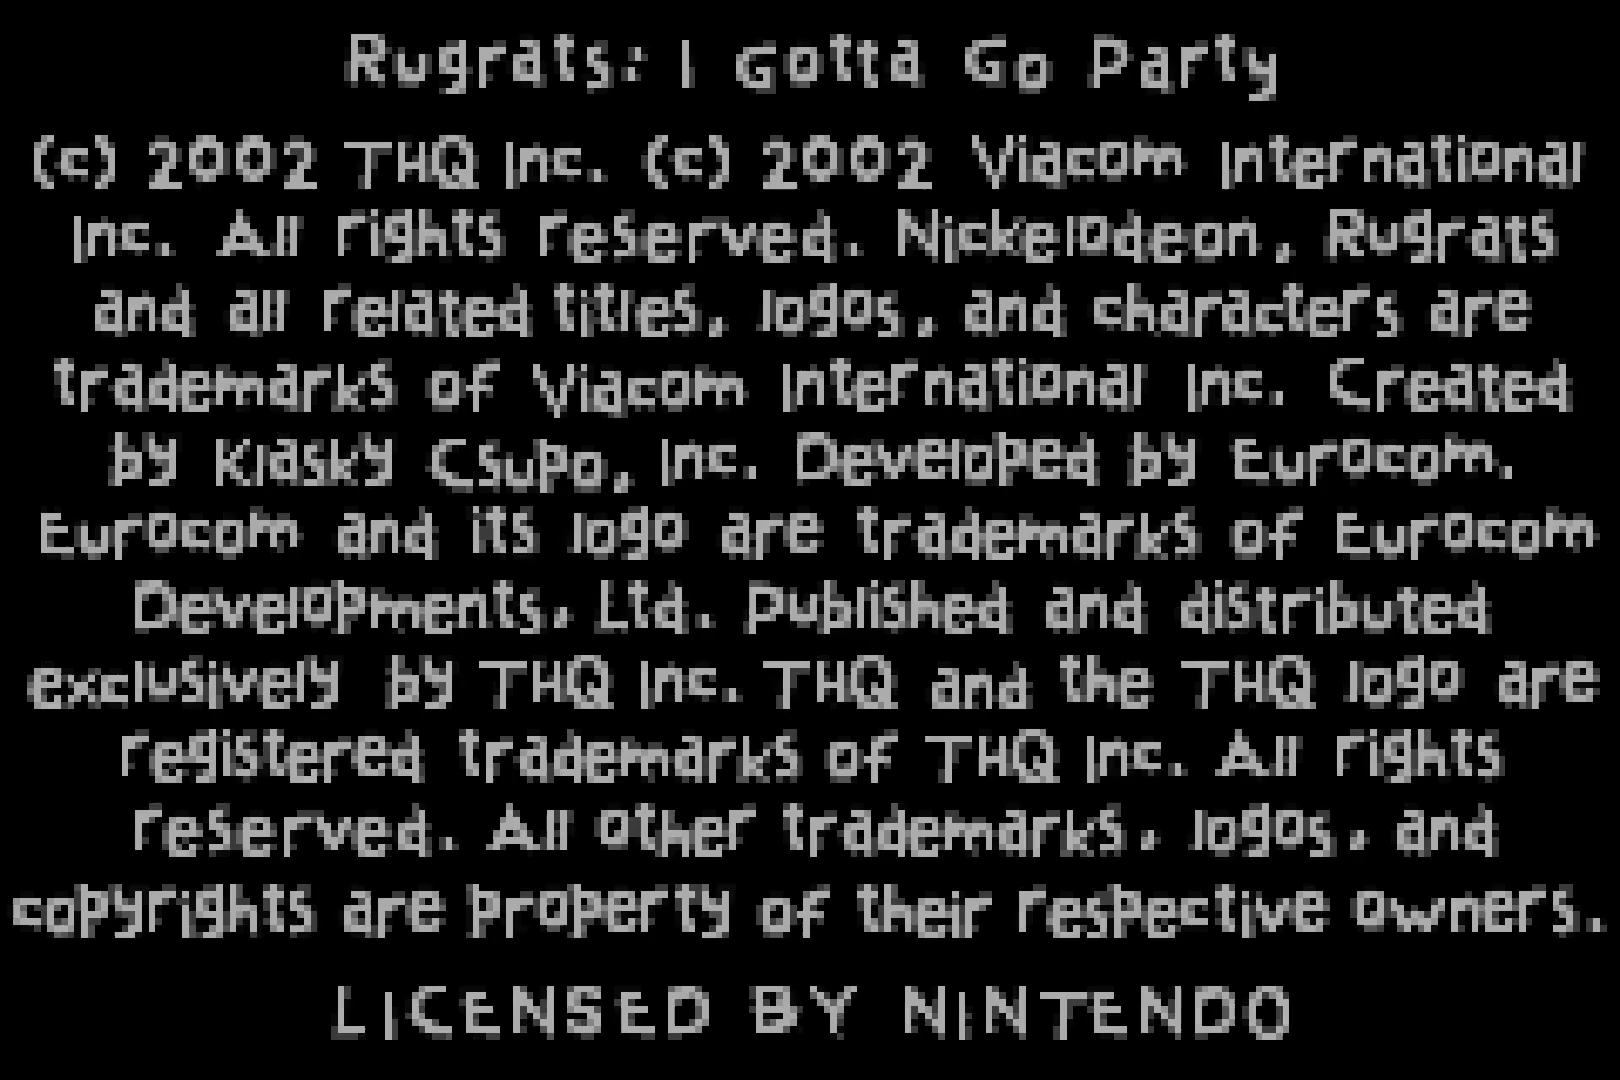 Rugrats: I Gotta Go Party
(c) 2002 THQ Inc. (c) 2002 Viacom International
Inc. All rights reserved. Nickelodeon, Rugrats
and all related titles, logos, and characters are
trademarks of Viacom International Inc. Created
by Klasky Csupo, Inc. Developed by Eurocom.
Eurocom and its logo are trademarks of Eurocom
Developments, Ltd. Published and distributed
exclusively by THQ Inc. THQ and the THQ logo are
registered trademarks of THQ Inc. All rights
reserved. All other trademarks, logos, and
copyrights are property of their respective owners.
LICENSED BY NINTENDO